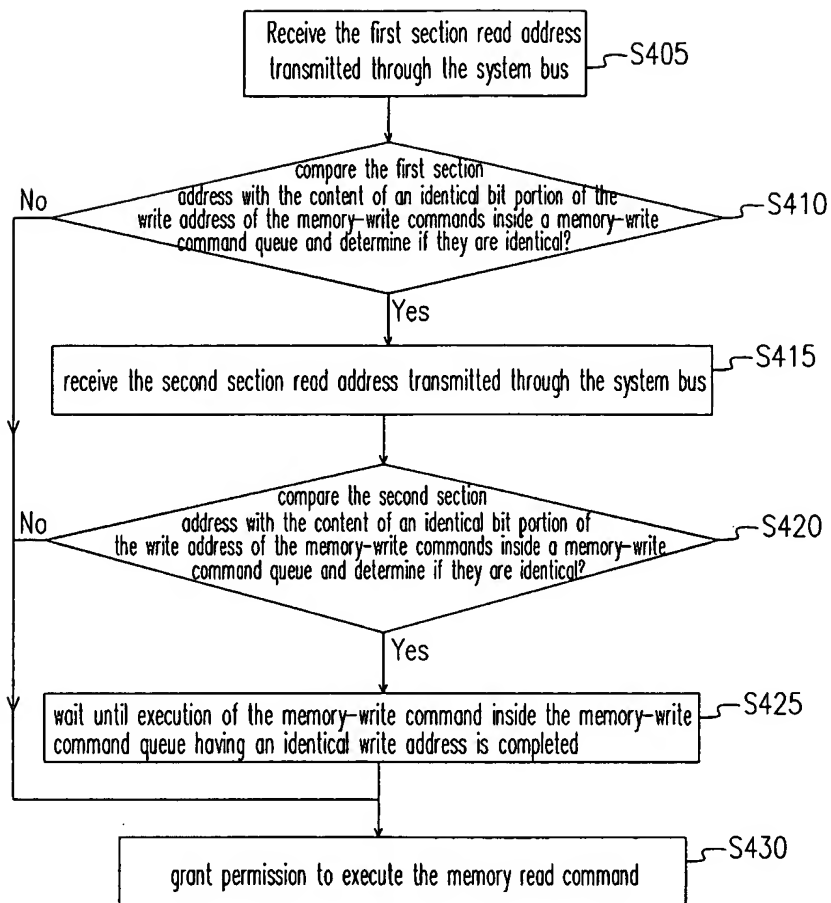 Receive the first section read address
transmitted through the system bus
S405
compare the first section
address with the content of an identical bit portion of the
write address of the memory-write commands inside a memory-write
command queue and determine if they are identical?
S410
No
Yes
receive the second section read address transmitted through the system bus
S415
compare the second section
address with the content of an identical bit portion of
the write address of the memory-write commands inside a memory-write
command queue and determine if they are identical?
S420
No
Yes
wait until execution of the memory-write command inside the memory-write
command queue having an identical write address is completed
S425
grant permission to execute the memory read command
S430